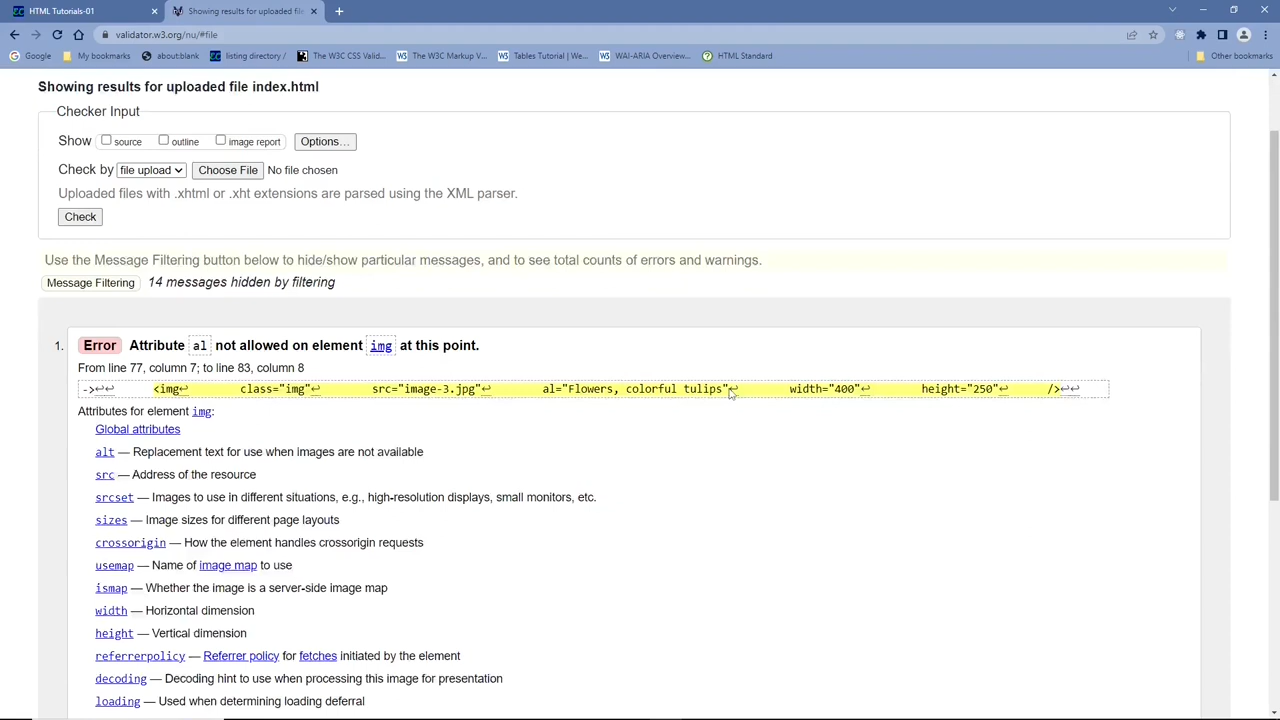 HTML Tutorials-01
Showing results for uploaded file
validator.w3.org/nu/#file
Google My bookmarks about:blank listing directory / The W3C CSS Valid... The W3C Markup V... Tables Tutorial | We... WAI-ARIA Overview... HTML Standard Other bookmarks
Showing results for uploaded file index.html
Checker Input
Show source outline image report Options...
Check by file upload Choose File No file chosen
Uploaded files with .xhtml or .xht extensions are parsed using the XML parser.
Check
Use the Message Filtering button below to hide/show particular messages, and to see total counts of errors and warnings.
Message Filtering 14 messages hidden by filtering
1. Error Attribute al not allowed on element img at this point.
From line 77, column 7; to line 83, column 8
->↩↩ <img↩ class="img"↩ src="image-3.jpg"↩ al="Flowers, colorful tulips"↩ width="400"↩ height="250"↩ />↩↩
Attributes for element img:
Global attributes
alt — Replacement text for use when images are not available
src — Address of the resource
srcset — Images to use in different situations, e.g., high-resolution displays, small monitors, etc.
sizes — Image sizes for different page layouts
crossorigin — How the element handles crossorigin requests
usemap — Name of image map to use
ismap — Whether the image is a server-side image map
width — Horizontal dimension
height — Vertical dimension
referrerpolicy — Referrer policy for fetches initiated by the element
decoding — Decoding hint to use when processing this image for presentation
loading — Used when determining loading deferral